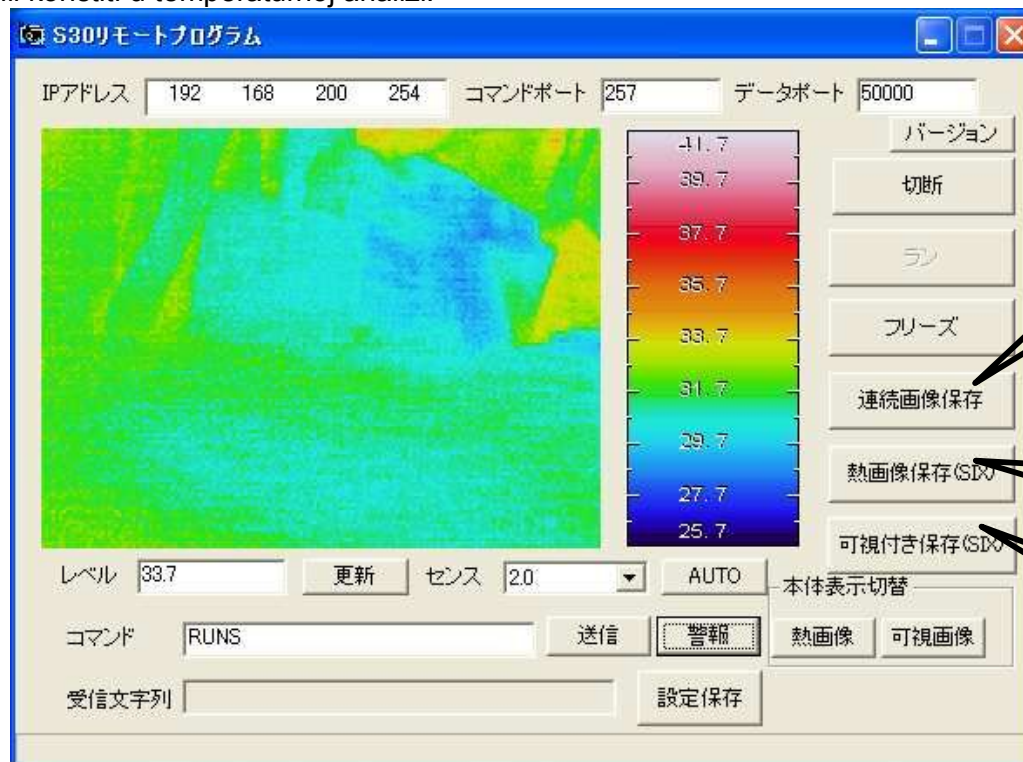 S30リモートプログラム
IPアドレス 192 168 200 254 コマンドポート 257 データポート 50000
バージョン
41.7
39.7
37.7
35.7
33.7
31.7
29.7
27.7
25.7
切断
ラン
フリーズ
連続画像保存
熱画像保存(SIX)
可視付き保存(SIX)
レベル 33.7 更新 センス 2.0 AUTO
本体表示切替
コマンド RUNS 送信 警報 熱画像 可視画像
受信文字列 設定保存